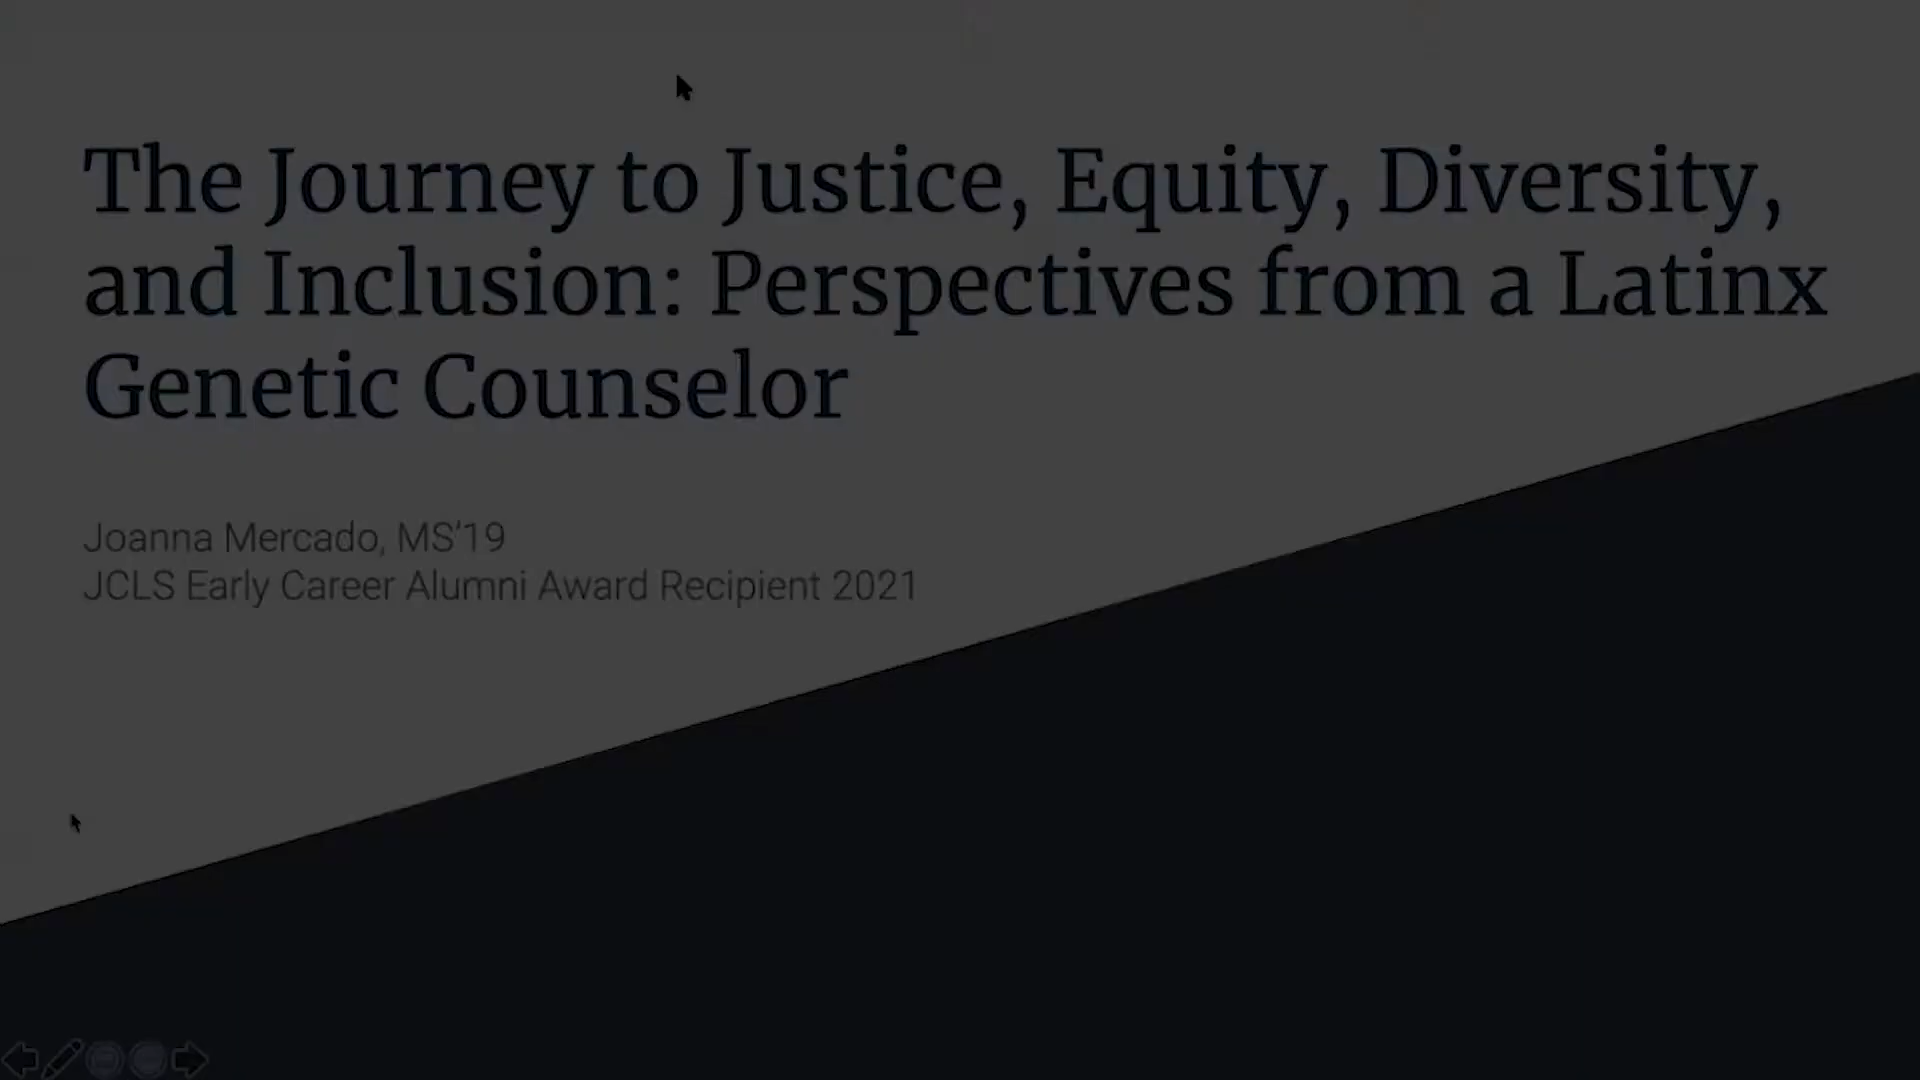 The Journey to Justice, Equity, Diversity,
and Inclusion: Perspectives from a Latinx
Genetic Counselor
Joanna Mercado, MS'19
JCLS Early Career Alumni Award Recipient 2021